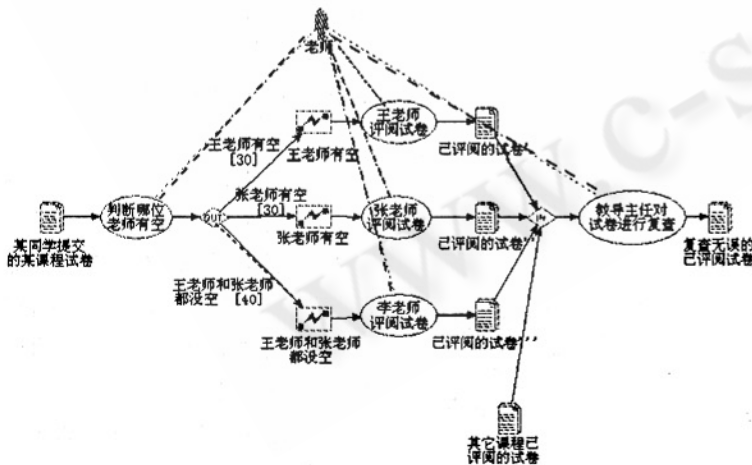 老师
王老师有空
[30]
王老师有空
王老师
评阅试卷
已评阅的试卷'
判断哪位
老师有空
OUT
张老师有空
[30]
张老师有空
张老师
评阅试卷
已评阅的试卷''
IN
教导主任对
试卷进行复查
某同学提交
的某课程试卷
复查无误的
已评阅试卷
王老师和张老师
都没空 [40]
王老师和张老师
都没空
李老师
评阅试卷
已评阅的试卷'''
其它课程已
评阅的试卷
www.c-s